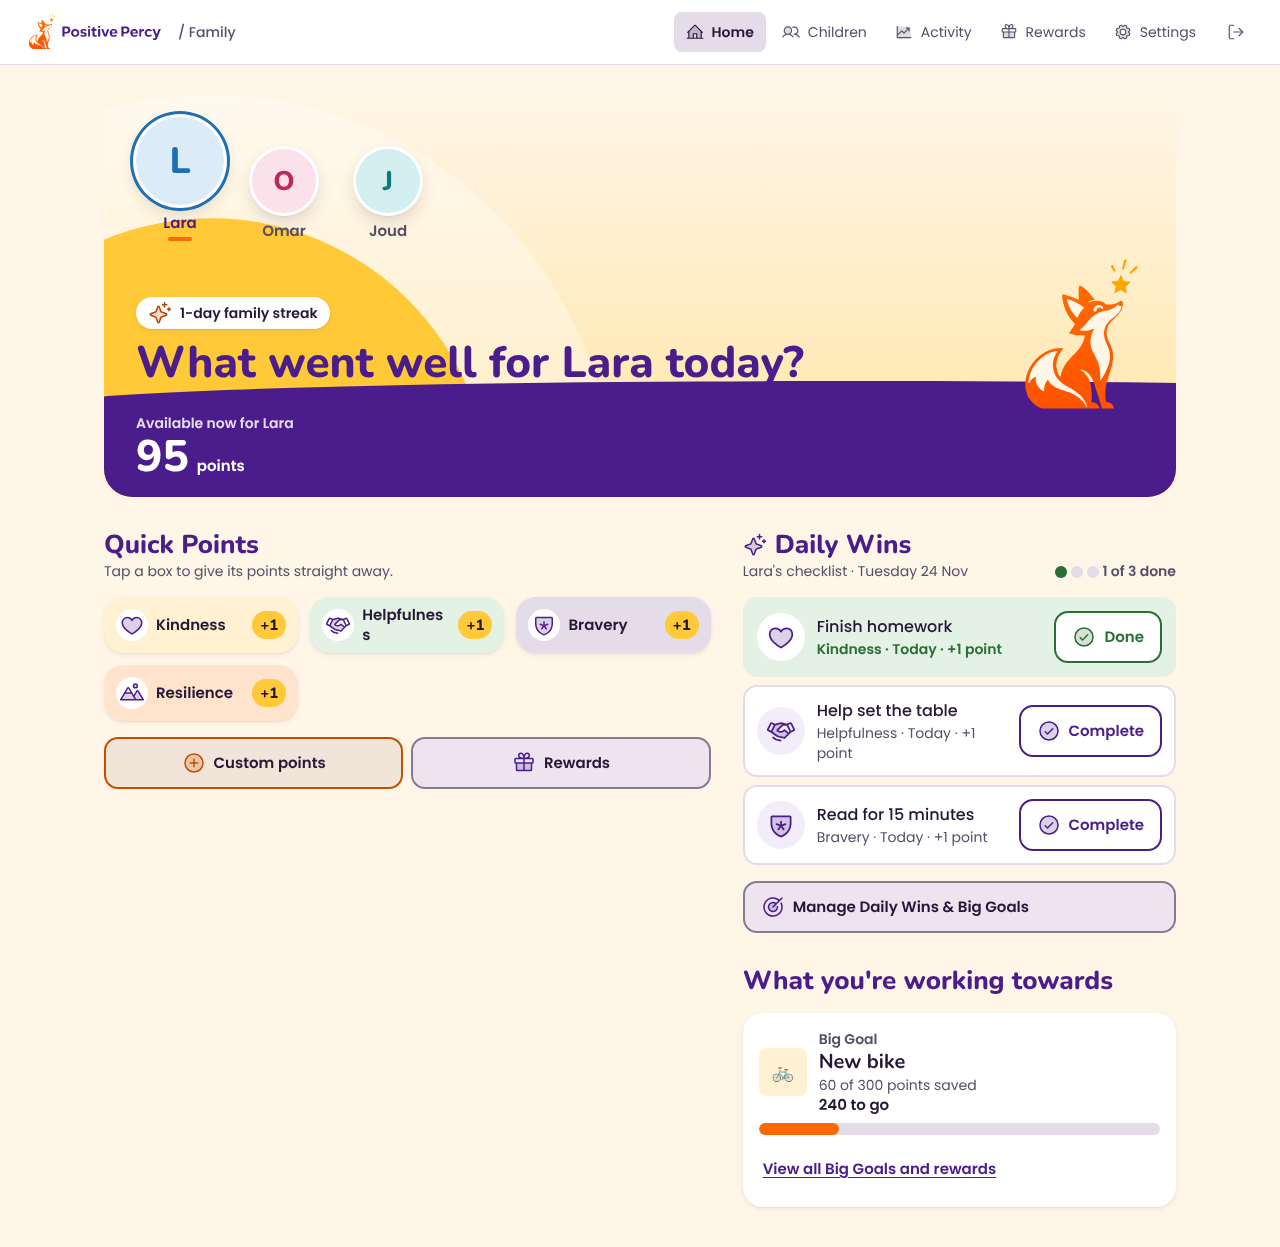 Positive Percy / Family
Home
Children
Activity
Rewards
Settings
L
O
J
Lara
Omar
Joud
1-day family streak
What went well for Lara today?
Available now for Lara
95 points
Quick Points
Tap a box to give its points straight away.
Kindness +1
Helpfulnes
s
+1
Bravery +1
Resilience +1
Custom points
Rewards
Daily Wins
Lara's checklist · Tuesday 24 Nov
1 of 3 done
Finish homework
Kindness · Today · +1 point
Done
Help set the table
Helpfulness · Today · +1
point
Complete
Read for 15 minutes
Bravery · Today · +1 point
Complete
Manage Daily Wins & Big Goals
What you're working towards
Big Goal
New bike
60 of 300 points saved
240 to go
View all Big Goals and rewards